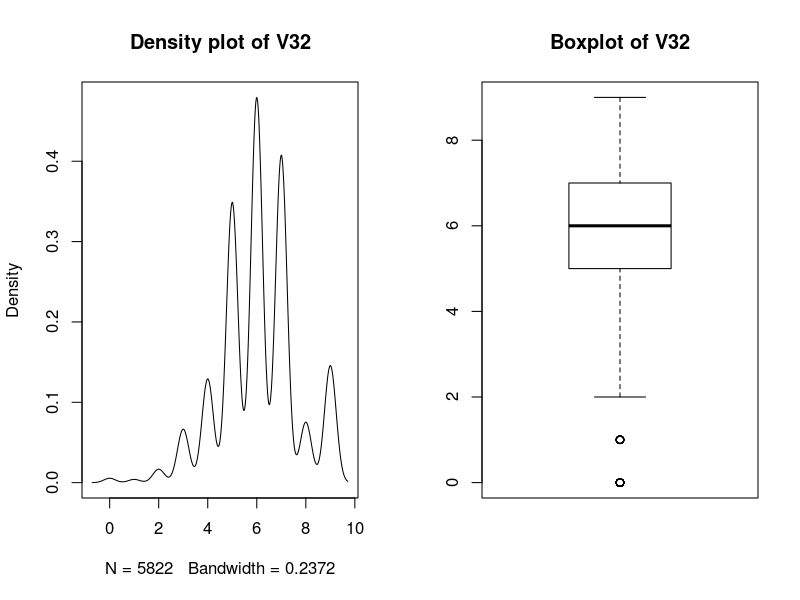 Density plot of V32
Density
0.0
0.1
0.2
0.3
0.4
0 2 4 6 8 10
N = 5822 Bandwidth = 0.2372
Boxplot of V32
0
2
4
6
8